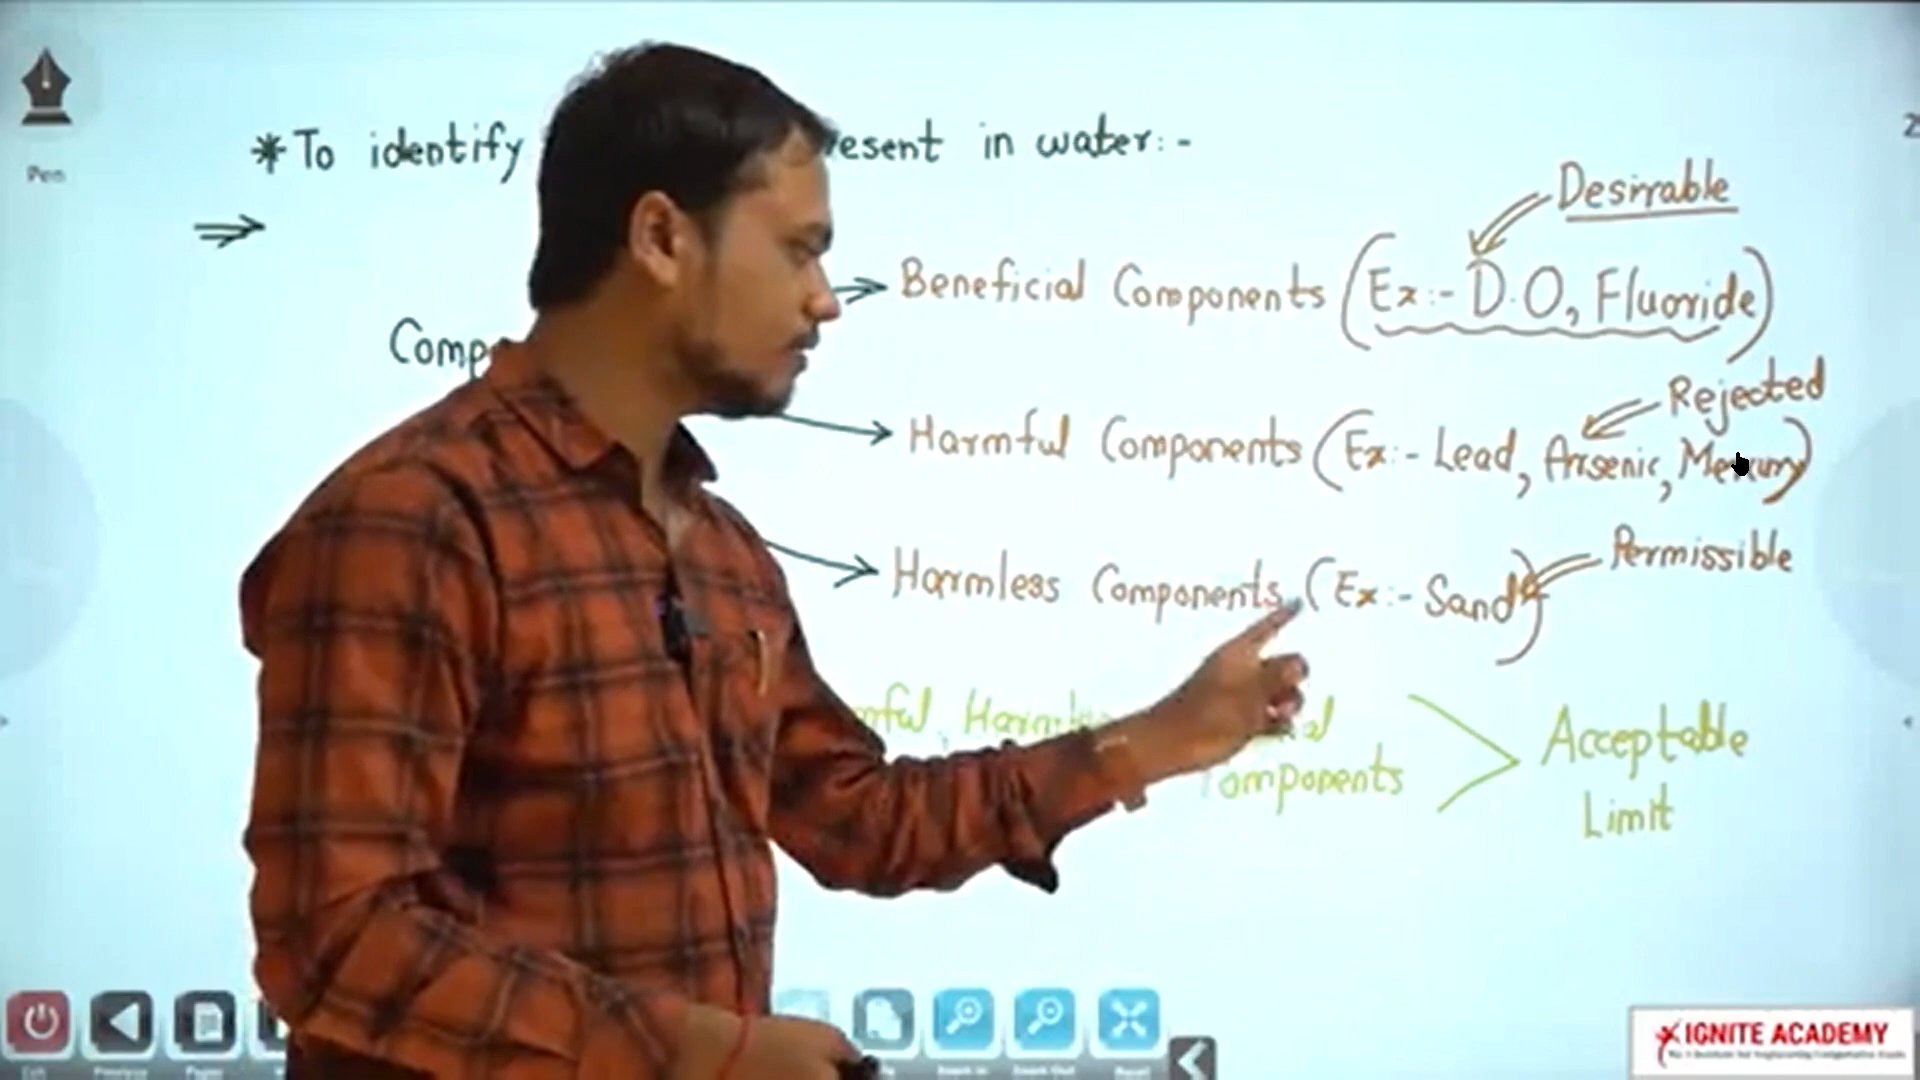 Pen
*To identify resent in water:-
Desirable
⇒
Beneficial Components (Ex:- D.O, Fluoride)
Comp
Rejected
Harmful Components (Ex:- Lead, Arsenic, Mercury)
Permissible
Harmless Components (Ex:- Sand)
Acceptable
omponents
Limit
IGNITE ACADEMY